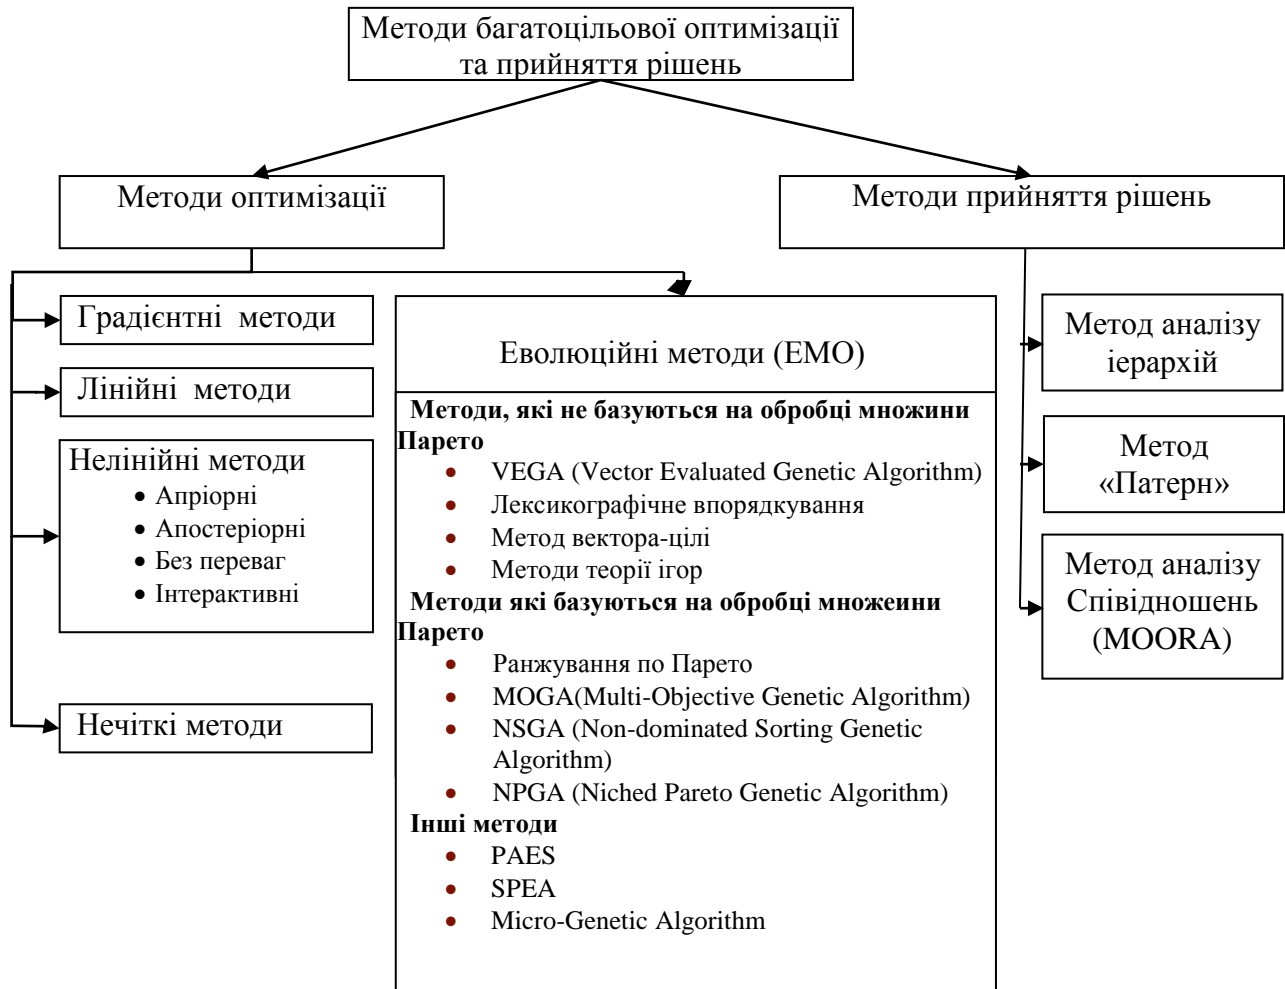 Методи багатоцільової оптимізації
та прийняття рішень
Методи оптимізації
Методи прийняття рішень
Градієнтні методи
Лінійні методи
Нелінійні методи
• Апріорні
• Апостеріорні
• Без переваг
• Інтерактивні
Нечіткі методи
Еволюційні методи (ЕМО)
Методи, які не базуються на обробці множини
Парето
• VEGA (Vector Evaluated Genetic Algorithm)
• Лексикографічне впорядкування
• Метод вектора-цілі
• Методи теорії ігор
Методи які базуються на обробці множеини
Парето
• Ранжування по Парето
• MOGA(Multi-Objective Genetic Algorithm)
• NSGA (Non-dominated Sorting Genetic
Algorithm)
• NPGA (Niched Pareto Genetic Algorithm)
Інші методи
• PAES
• SPEA
• Micro-Genetic Algorithm
Метод аналізу
ієрархій
Метод
«Патерн»
Метод аналізу
Співідношень
(MOORA)